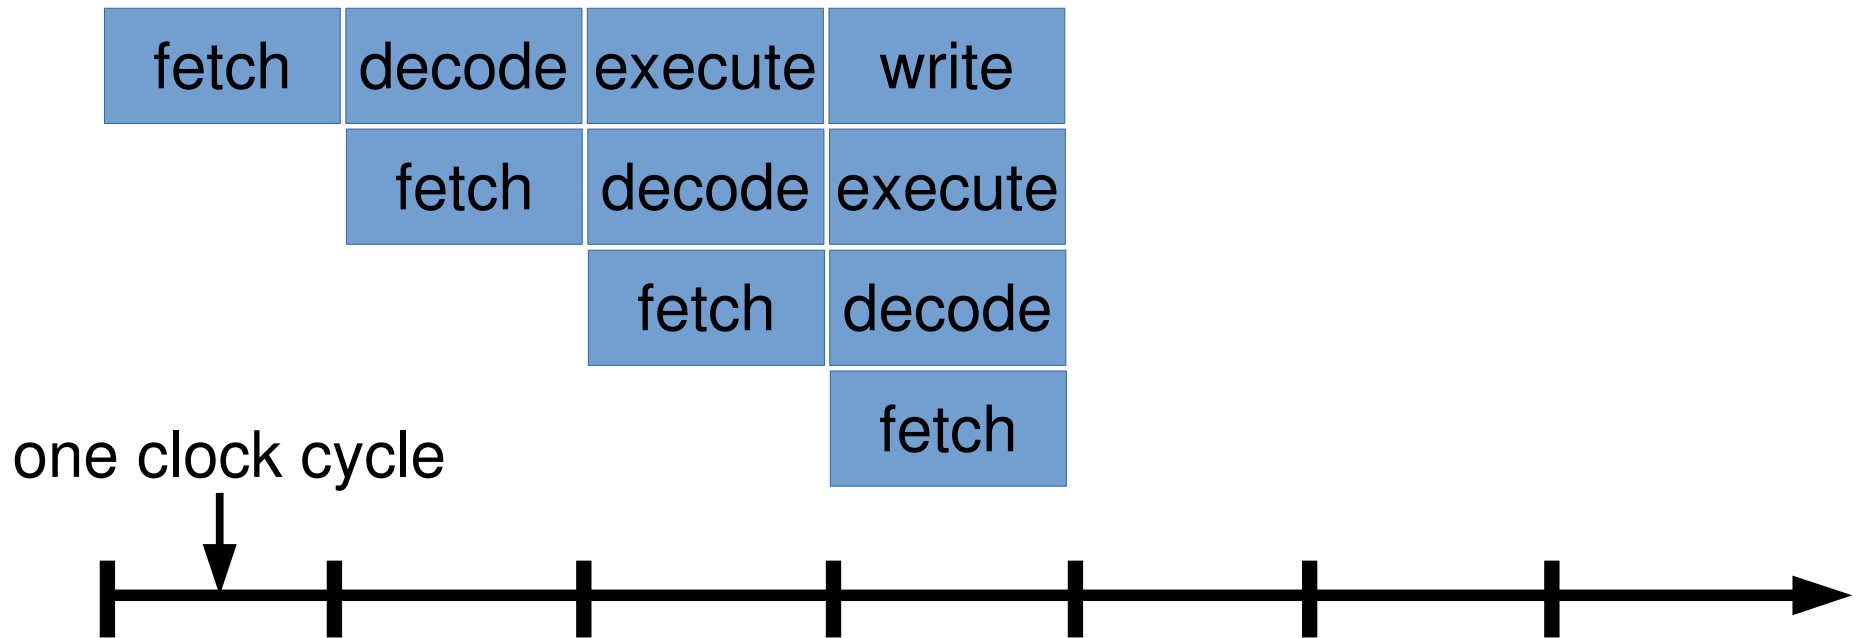 fetch decode execute write
fetch decode execute
fetch decode
fetch
one clock cycle